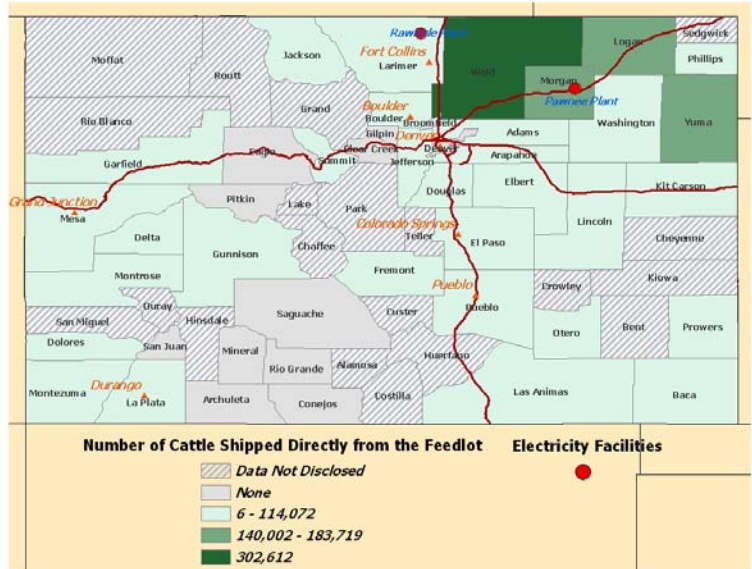 Rawhide Plant
Sedgwick
Moffat
Jackson
Logan
Routt
Fort Collins
Larimer
Weld
Phillips
Morgan
Pawnee Plant
Grand
Boulder
Rio Blanco
Boulder
Broomfield
Washington
Yuma
Gilpin
Denver
Adams
Garfield
Eagle
Clear Creek
Denver
Summit
Jefferson
Arapahoe
Grand Junction
Mesa
Pitkin
Lake
Park
Douglas
Elbert
Kit Carson
Delta
Colorado Springs
Teller
Lincoln
Cheyenne
Gunnison
Chaffee
El Paso
Montrose
Fremont
Kiowa
Pueblo
Crowley
Ouray
Saguache
Custer
Pueblo
San Miguel
Hinsdale
Otero
Bent
Prowers
Dolores
San Juan
Mineral
Huerfano
Rio Grande
Alamosa
Montezuma
Durango
La Plata
Archuleta
Conejos
Costilla
Las Animas
Baca
Number of Cattle Shipped Directly from the Feedlot
Electricity Facilities
Data Not Disclosed
None
6 - 114,072
140,002 - 183,719
302,612